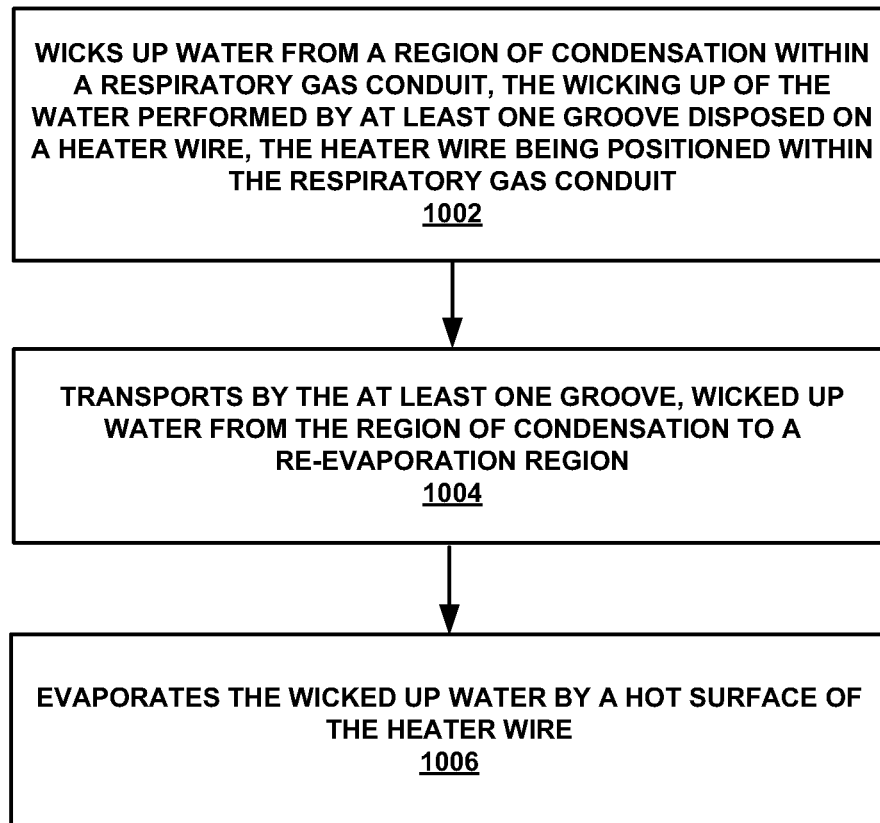 WICKS UP WATER FROM A REGION OF CONDENSATION WITHIN
A RESPIRATORY GAS CONDUIT, THE WICKING UP OF THE
WATER PERFORMED BY AT LEAST ONE GROOVE DISPOSED ON
A HEATER WIRE, THE HEATER WIRE BEING POSITIONED WITHIN
THE RESPIRATORY GAS CONDUIT
1002
TRANSPORTS BY THE AT LEAST ONE GROOVE, WICKED UP
WATER FROM THE REGION OF CONDENSATION TO A
RE-EVAPORATION REGION
1004
EVAPORATES THE WICKED UP WATER BY A HOT SURFACE OF
THE HEATER WIRE
1006